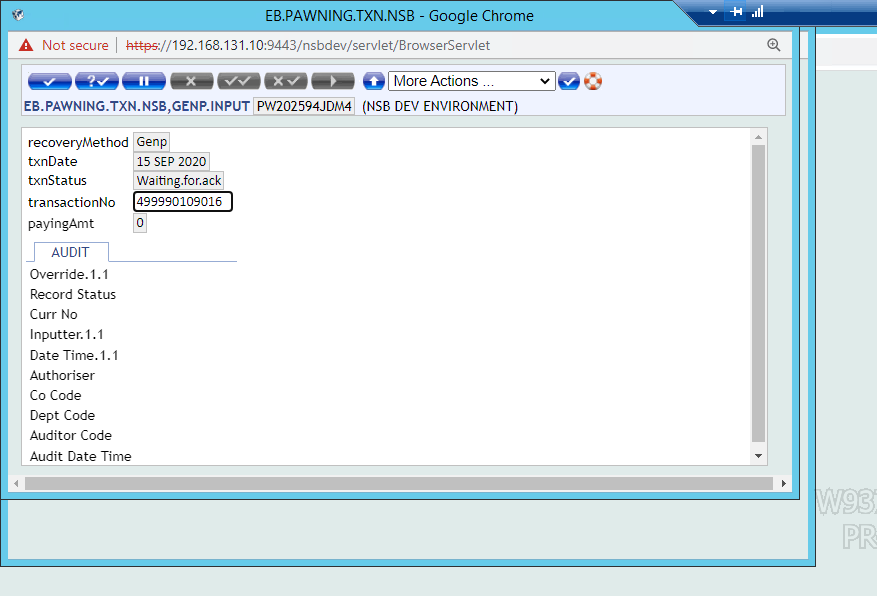 EB.PAWNING.TXN.NSB - Google Chrome
Not secure https://192.168.131.10:9443/nsbdev/servlet/BrowserServlet
More Actions ...
EB.PAWNING.TXN.NSB,GENP.INPUT PW202594JDM4 (NSB DEV ENVIRONMENT)
recoveryMethod Genp
txnDate 15 SEP 2020
txnStatus Waiting.for.ack
transactionNo 499990109016
payingAmt 0
AUDIT
Override.1.1
Record Status
Curr No
Inputter.1.1
Date Time.1.1
Authoriser
Co Code
Dept Code
Auditor Code
Audit Date Time